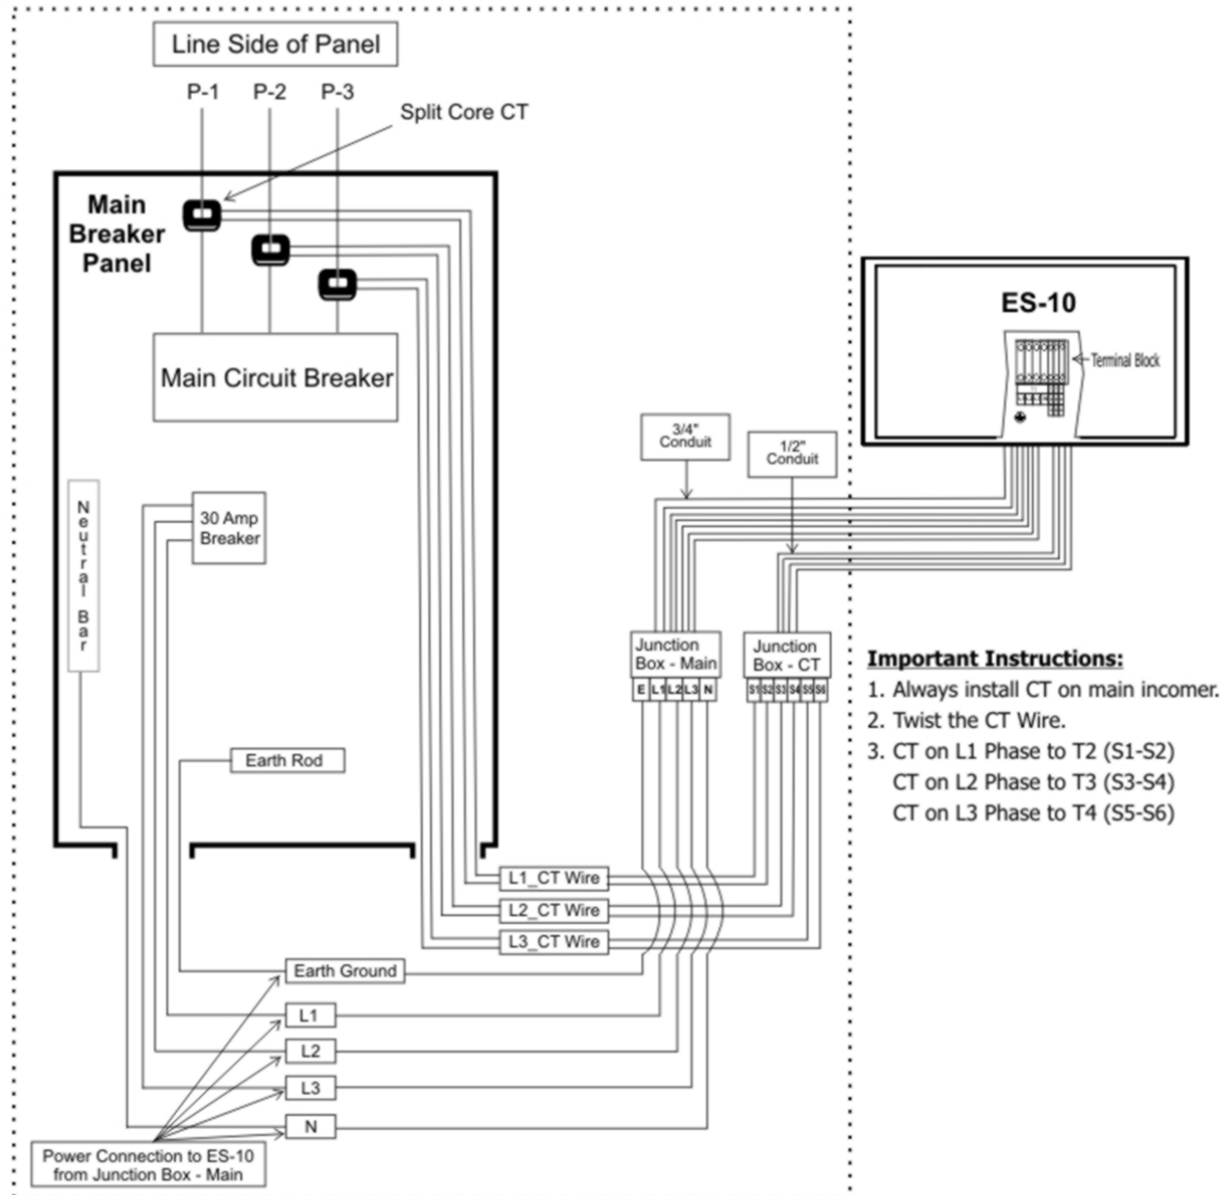 Line Side of Panel
P-1 P-2 P-3
Split Core CT
Main
Breaker
Panel
Main Circuit Breaker
Neutral Bar
30 Amp
Breaker
Earth Rod
ES-10
Terminal Block
3/4"
Conduit
1/2"
Conduit
Junction
Box - Main
E L1 L2 L3 N
Junction
Box - CT
S1 S2 S3 S4 S5 S6
Important Instructions:
1. Always install CT on main incomer.
2. Twist the CT Wire.
3. CT on L1 Phase to T2 (S1-S2)
CT on L2 Phase to T3 (S3-S4)
CT on L3 Phase to T4 (S5-S6)
L1_CT Wire
L2_CT Wire
L3_CT Wire
Earth Ground
L1
L2
L3
N
Power Connection to ES-10
from Junction Box - Main